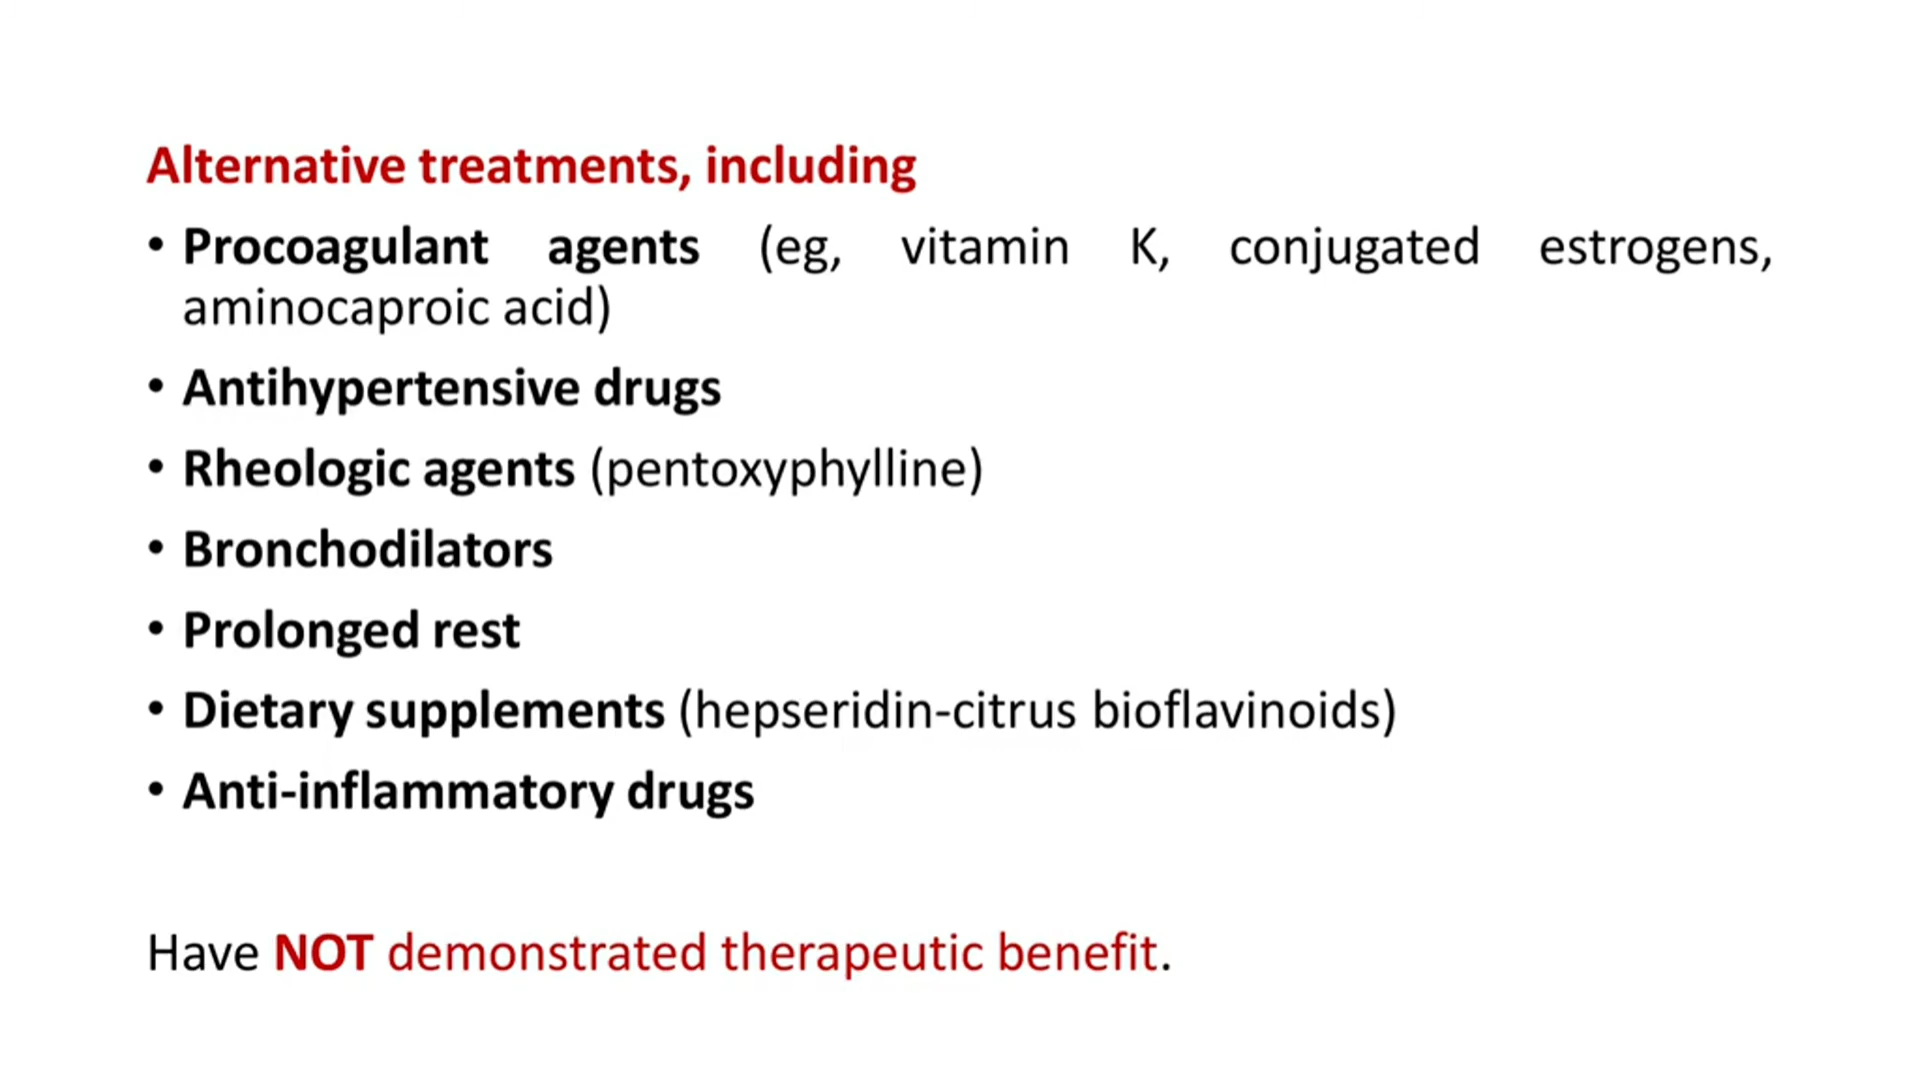 Alternative treatments, including
• Procoagulant agents (eg, vitamin K, conjugated estrogens,
aminocaproic acid)
• Antihypertensive drugs
• Rheologic agents (pentoxyphylline)
• Bronchodilators
• Prolonged rest
• Dietary supplements (hepseridin-citrus bioflavinoids)
• Anti-inflammatory drugs
Have NOT demonstrated therapeutic benefit.